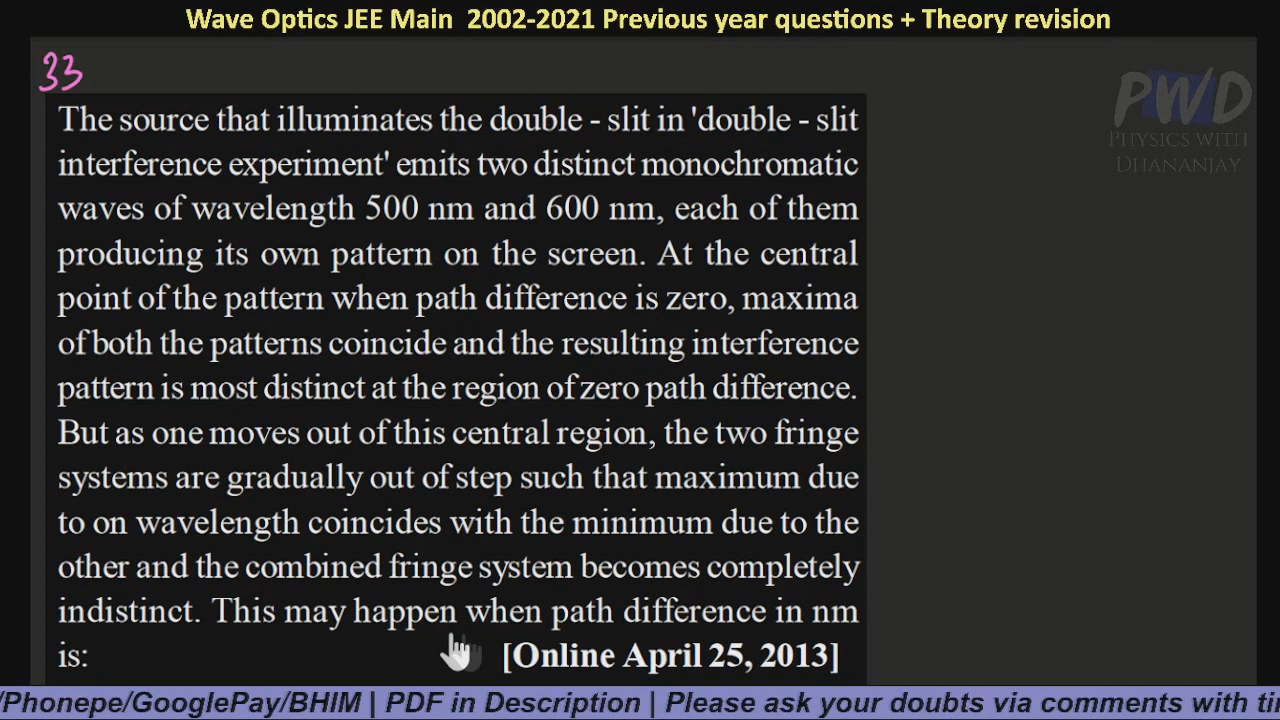 Wave Optics JEE Main 2002-2021 Previous year questions + Theory revision
33
PWD
PHYSICS WITH
DHANANJAY
The source that illuminates the double - slit in 'double - slit
interference experiment' emits two distinct monochromatic
waves of wavelength 500 nm and 600 nm, each of them
producing its own pattern on the screen. At the central
point of the pattern when path difference is zero, maxima
of both the patterns coincide and the resulting interference
pattern is most distinct at the region of zero path difference.
But as one moves out of this central region, the two fringe
systems are gradually out of step such that maximum due
to on wavelength coincides with the minimum due to the
other and the combined fringe system becomes completely
indistinct. This may happen when path difference in nm
is: [Online April 25, 2013]
/Phonepe/GooglePay/BHIM | PDF in Description | Please ask your doubts via comments with ti